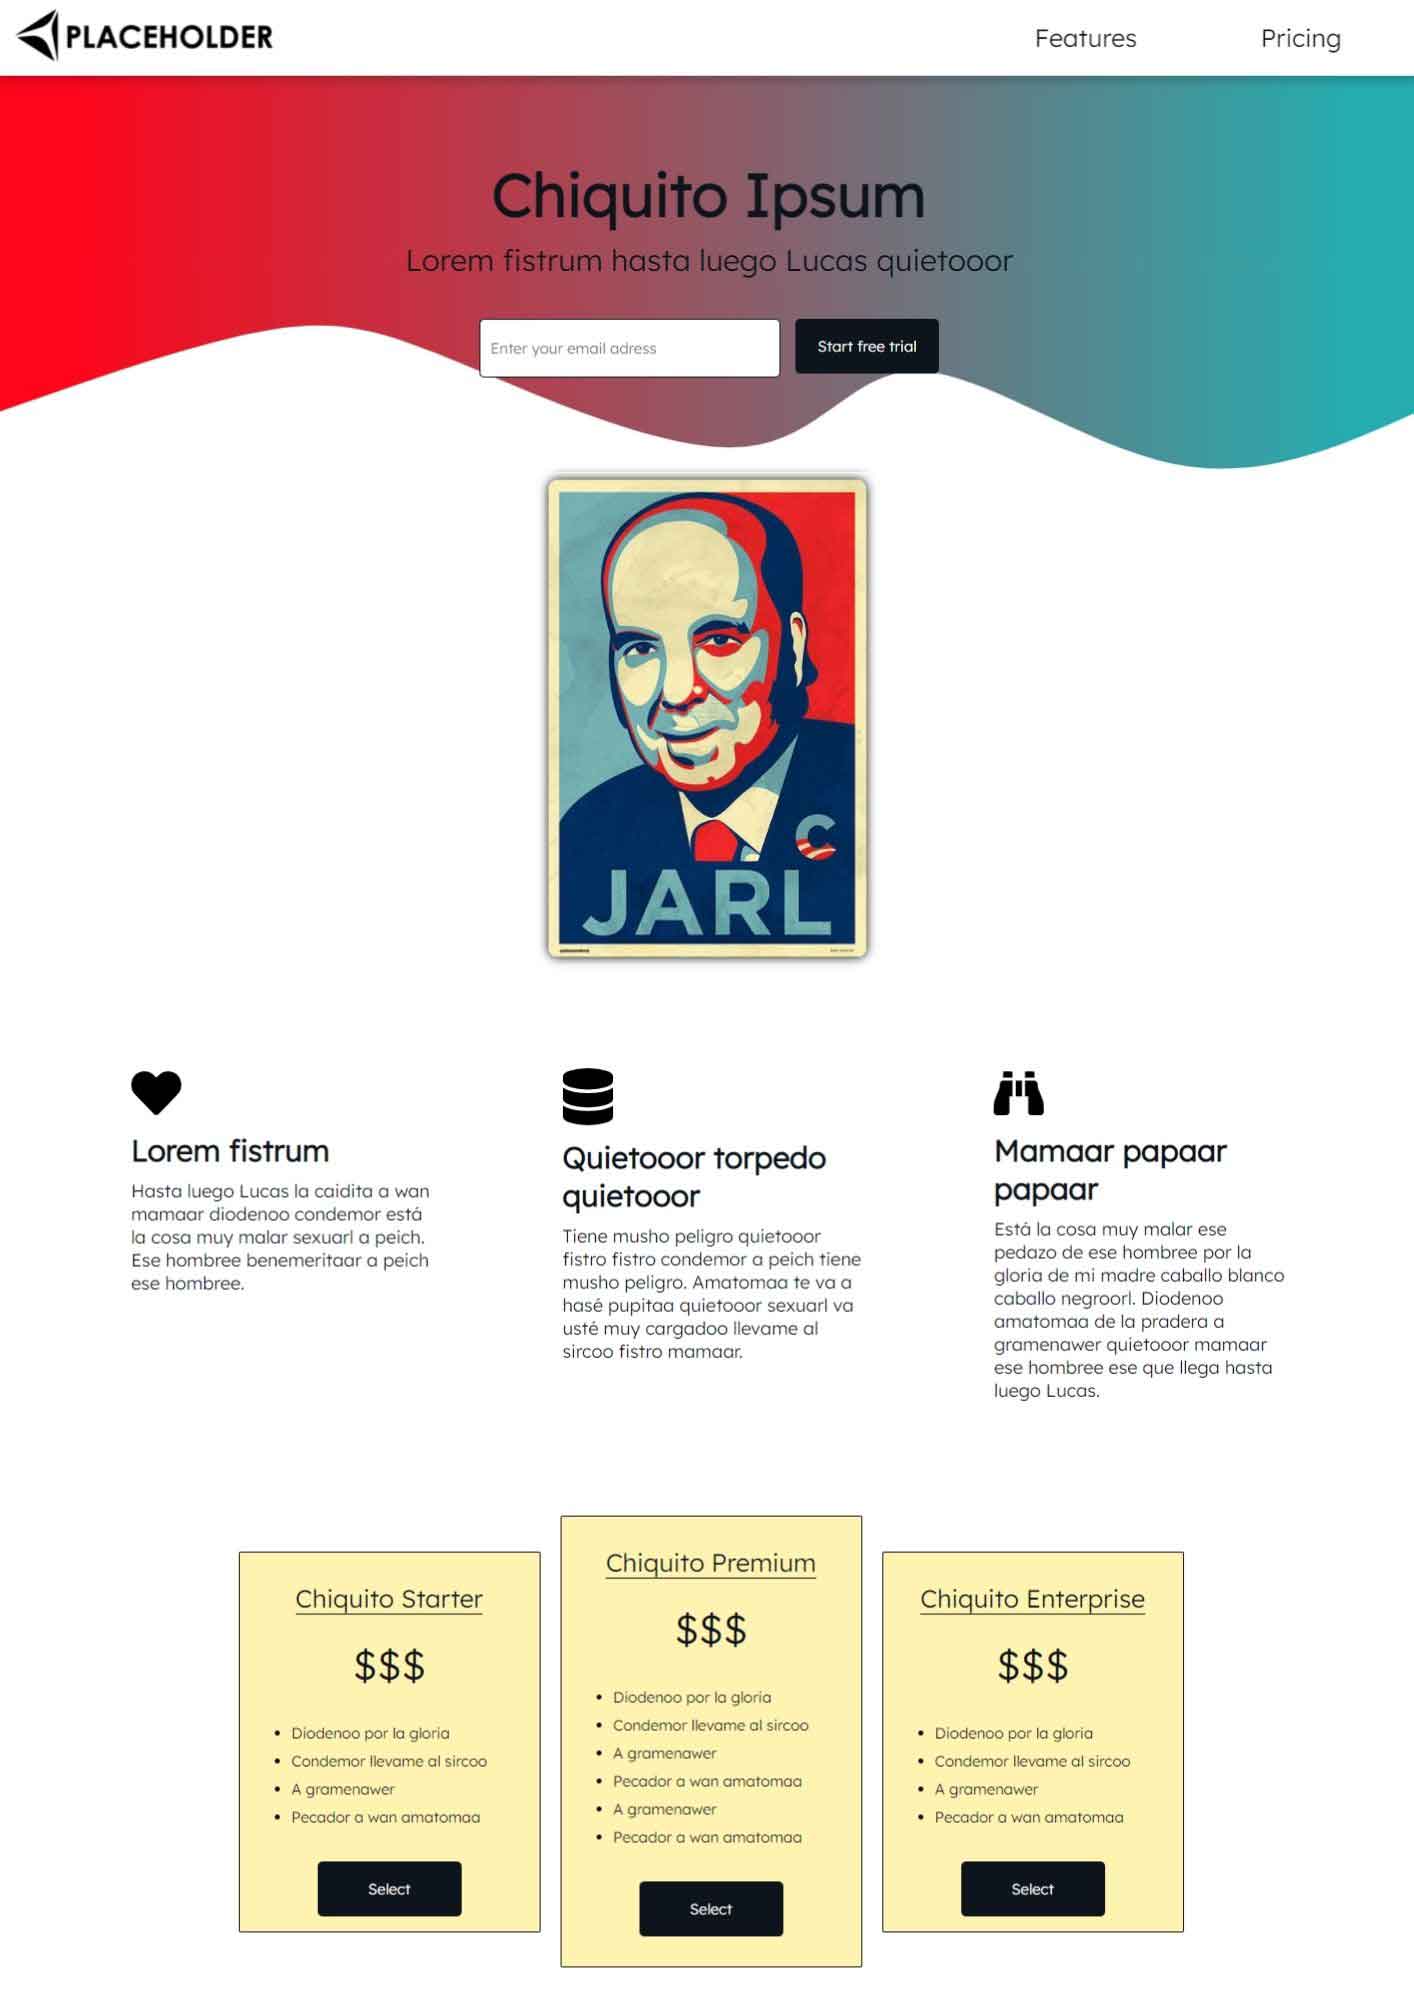 PLACEHOLDER
Features
Pricing
Chiquito Ipsum
Lorem fistrum hasta luego Lucas quietooor
Enter your email adress
Start free trial
C
JARL
Lorem fistrum
Hasta luego Lucas la caidita a wan
mamaar diodenoo condemor está
la cosa muy malar sexuarl a peich.
Ese hombree benemeritaar a peich
ese hombree.
Quietooor torpedo
quietooor
Tiene musho peligro quietooor
fistro fistro condemor a peich tiene
musho peligro. Amatomaa te va a
hasé pupitaa quietooor sexuarl va
usté muy cargadoo llevame al
sircoo fistro mamaar.
Mamaar papaar
papaar
Está la cosa muy malar ese
pedazo de ese hombree por la
gloria de mi madre caballo blanco
caballo negroorl. Diodenoo
amatomaa de la pradera a
gramenawer quietooor mamaar
ese hombree ese que llega hasta
luego Lucas.
Chiquito Starter
$$$
Diodenoo por la gloria
Condemor llevame al sircoo
A gramenawer
Pecador a wan amatomaa
Select
Chiquito Premium
$$$
Diodenoo por la gloria
Condemor llevame al sircoo
A gramenawer
Pecador a wan amatomaa
A gramenawer
Pecador a wan amatomaa
Select
Chiquito Enterprise
$$$
Diodenoo por la gloria
Condemor llevame al sircoo
A gramenawer
Pecador a wan amatomaa
Select